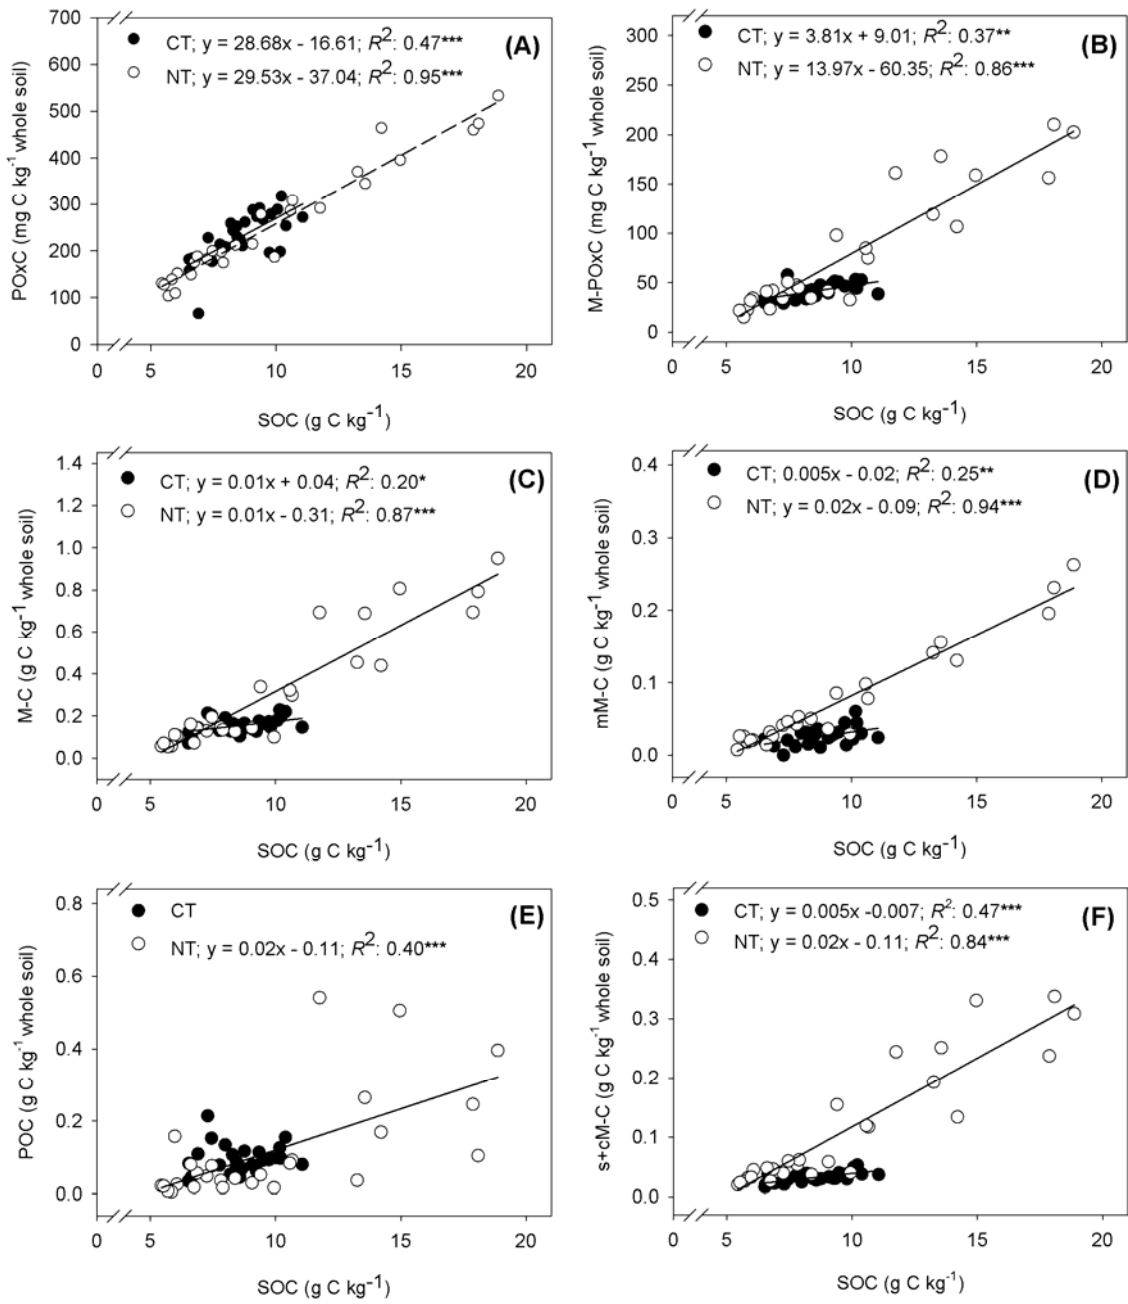 CT; y = 28.68x - 16.61; R²: 0.47***
NT; y = 29.53x - 37.04; R²: 0.95***
(A)
700
600
500
400
300
200
100
0
POxC (mg C kg⁻¹ whole soil)
0 5 10 15 20
SOC (g C kg⁻¹)
CT; y = 3.81x + 9.01; R²: 0.37**
NT; y = 13.97x - 60.35; R²: 0.86***
(B)
300
250
200
150
100
50
0
M-POxC (mg C kg⁻¹ whole soil)
0 5 10 15 20
SOC (g C kg⁻¹)
CT; y = 0.01x + 0.04; R²: 0.20*
NT; y = 0.01x - 0.31; R²: 0.87***
(C)
1.4
1.2
1.0
0.8
0.6
0.4
0.2
0.0
M-C (g C kg⁻¹ whole soil)
0 5 10 15 20
SOC (g C kg⁻¹)
CT; 0.005x - 0.02; R²: 0.25**
NT; y = 0.02x - 0.09; R²: 0.94***
(D)
0.4
0.3
0.2
0.1
0.0
mM-C (g C kg⁻¹ whole soil)
0 5 10 15 20
SOC (g C kg⁻¹)
CT
NT; y = 0.02x - 0.11; R²: 0.40***
(E)
0.8
0.6
0.4
0.2
0.0
POC (g C kg⁻¹ whole soil)
0 5 10 15 20
SOC (g C kg⁻¹)
CT; y = 0.005x -0.007; R²: 0.47***
NT; y = 0.02x - 0.11; R²: 0.84***
(F)
0.5
0.4
0.3
0.2
0.1
0.0
s+cM-C (g C kg⁻¹ whole soil)
0 5 10 15 20
SOC (g C kg⁻¹)